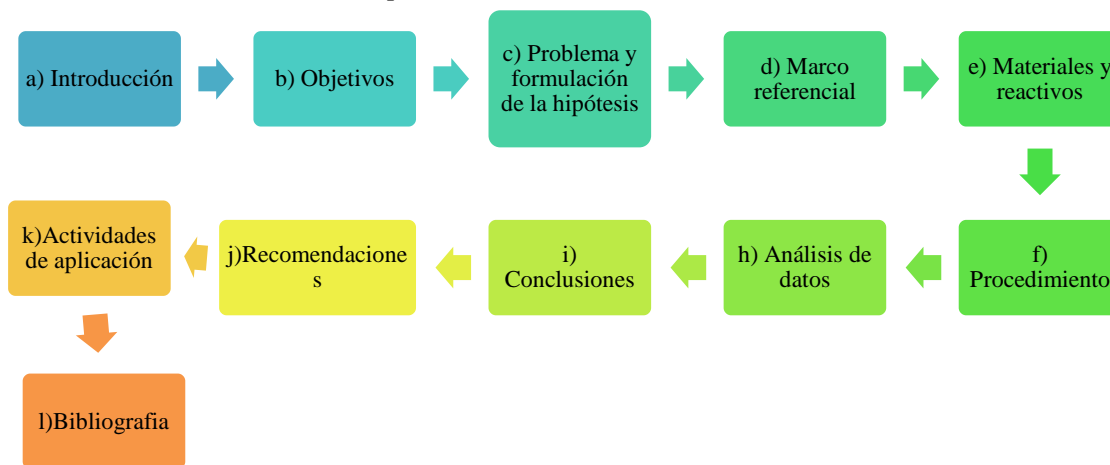 a) Introducción
b) Objetivos
c) Problema y
formulación
de la hipótesis
d) Marco
referencial
e) Materiales y
reactivos
f)
Procedimiento
h) Análisis de
datos
i)
Conclusiones
j)Recomendacione
s
k)Actividades
de aplicación
l)Bibliografia